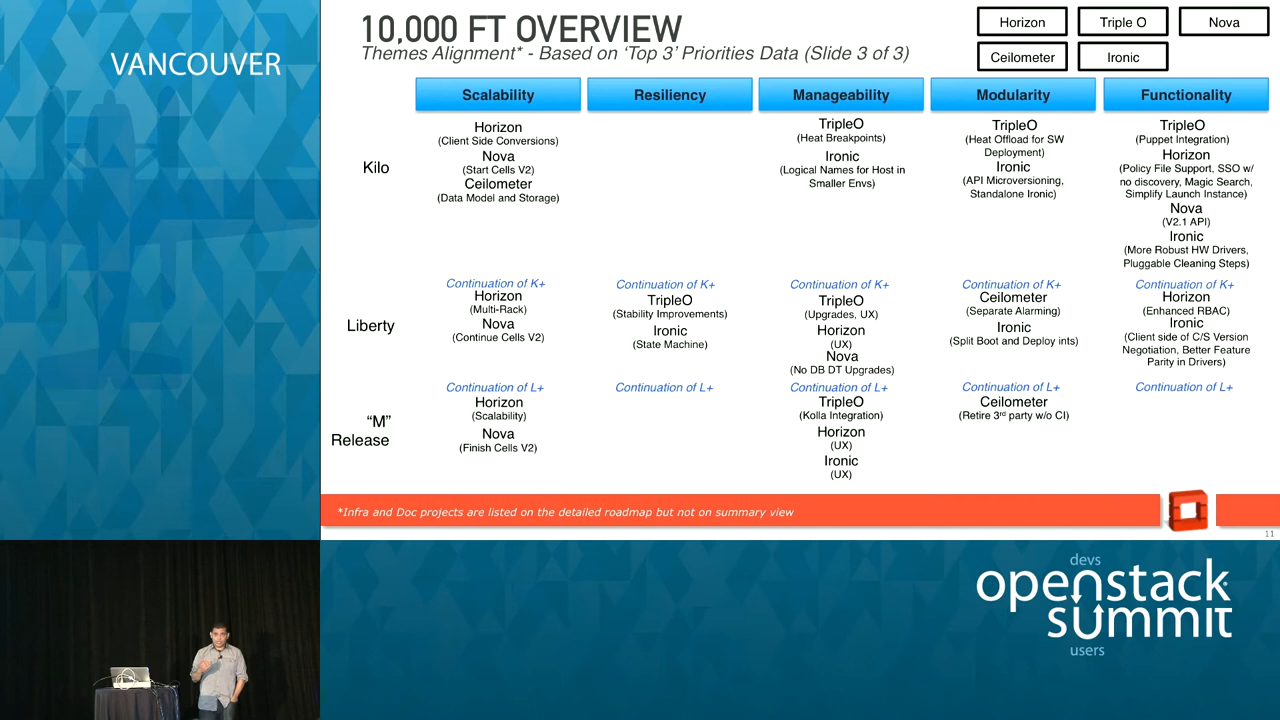 VANCOUVER
10,000 FT OVERVIEW
Themes Alignment* - Based on ‘Top 3’ Priorities Data (Slide 3 of 3)
Horizon
Triple O
Nova
Ceilometer
Ironic
Scalability
Resiliency
Manageability
Modularity
Functionality
Kilo
Horizon
(Client Side Conversions)
Nova
(Start Cells V2)
Ceilometer
(Data Model and Storage)
TripleO
(Heat Breakpoints)
Ironic
(Logical Names for Host in
Smaller Envs)
TripleO
(Heat Offload for SW
Deployment)
Ironic
(API Microversioning,
Standalone Ironic)
TripleO
(Puppet Integration)
Horizon
(Policy File Support, SSO w/
no discovery, Magic Search,
Simplify Launch Instance)
Nova
(V2.1 API)
Ironic
(More Robust HW Drivers,
Pluggable Cleaning Steps)
Liberty
Continuation of K+
Horizon
(Multi-Rack)
Nova
(Continue Cells V2)
Continuation of K+
TripleO
(Stability Improvements)
Ironic
(State Machine)
Continuation of K+
TripleO
(Upgrades, UX)
Horizon
(UX)
Nova
(No DB DT Upgrades)
Continuation of K+
Ceilometer
(Separate Alarming)
Ironic
(Split Boot and Deploy ints)
Continuation of K+
Horizon
(Enhanced RBAC)
Ironic
(Client side of C/S Version
Negotiation, Better Feature
Parity in Drivers)
“M”
Release
Continuation of L+
Horizon
(Scalability)
Nova
(Finish Cells V2)
Continuation of L+
Continuation of L+
TripleO
(Kolla Integration)
Horizon
(UX)
Ironic
(UX)
Continuation of L+
Ceilometer
(Retire 3rd party w/o CI)
Continuation of L+
*Infra and Doc projects are listed on the detailed roadmap but not on summary view
11
devs
openstack
summit
users